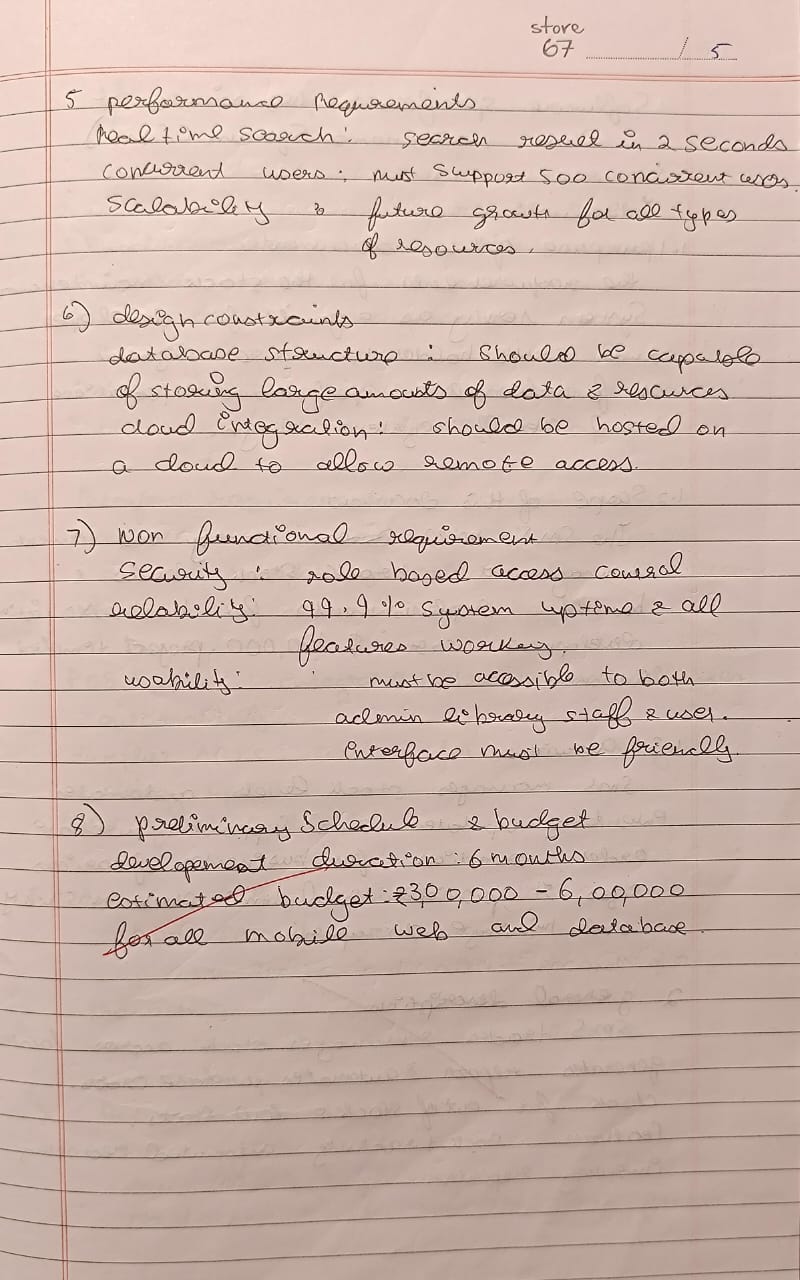 store
67 / 5
5 performance Requirements
Real time search: search result in 2 seconds
concurrent users: must support 500 concurrent users.
Scalability : future growth for all types
of resources.
6) design constraints
database structure : should be capable
of storing large amounts of data & resources
cloud integration: should be hosted on
a cloud to allow remote access.
7) Non functional requirement
Security : role based access control
reliability: 99.9% system uptime & all
features working.
usability: must be accessible to both
admin library staff & user.
interface must be friendly.
8) preliminary Schedule & budget
developement duration : 6 months
estimated budget: ₹3,00,000 - 6,00,000
for all mobile web and database.